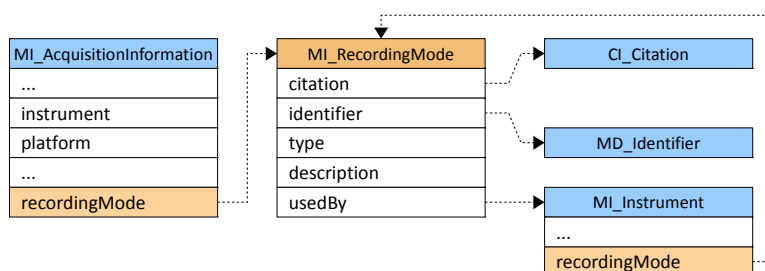 MI_AcquisitionInformation
...
instrument
platform
...
recordingMode
MI_RecordingMode
citation
identifier
type
description
usedBy
CI_Citation
MD_Identifier
MI_Instrument
...
recordingMode